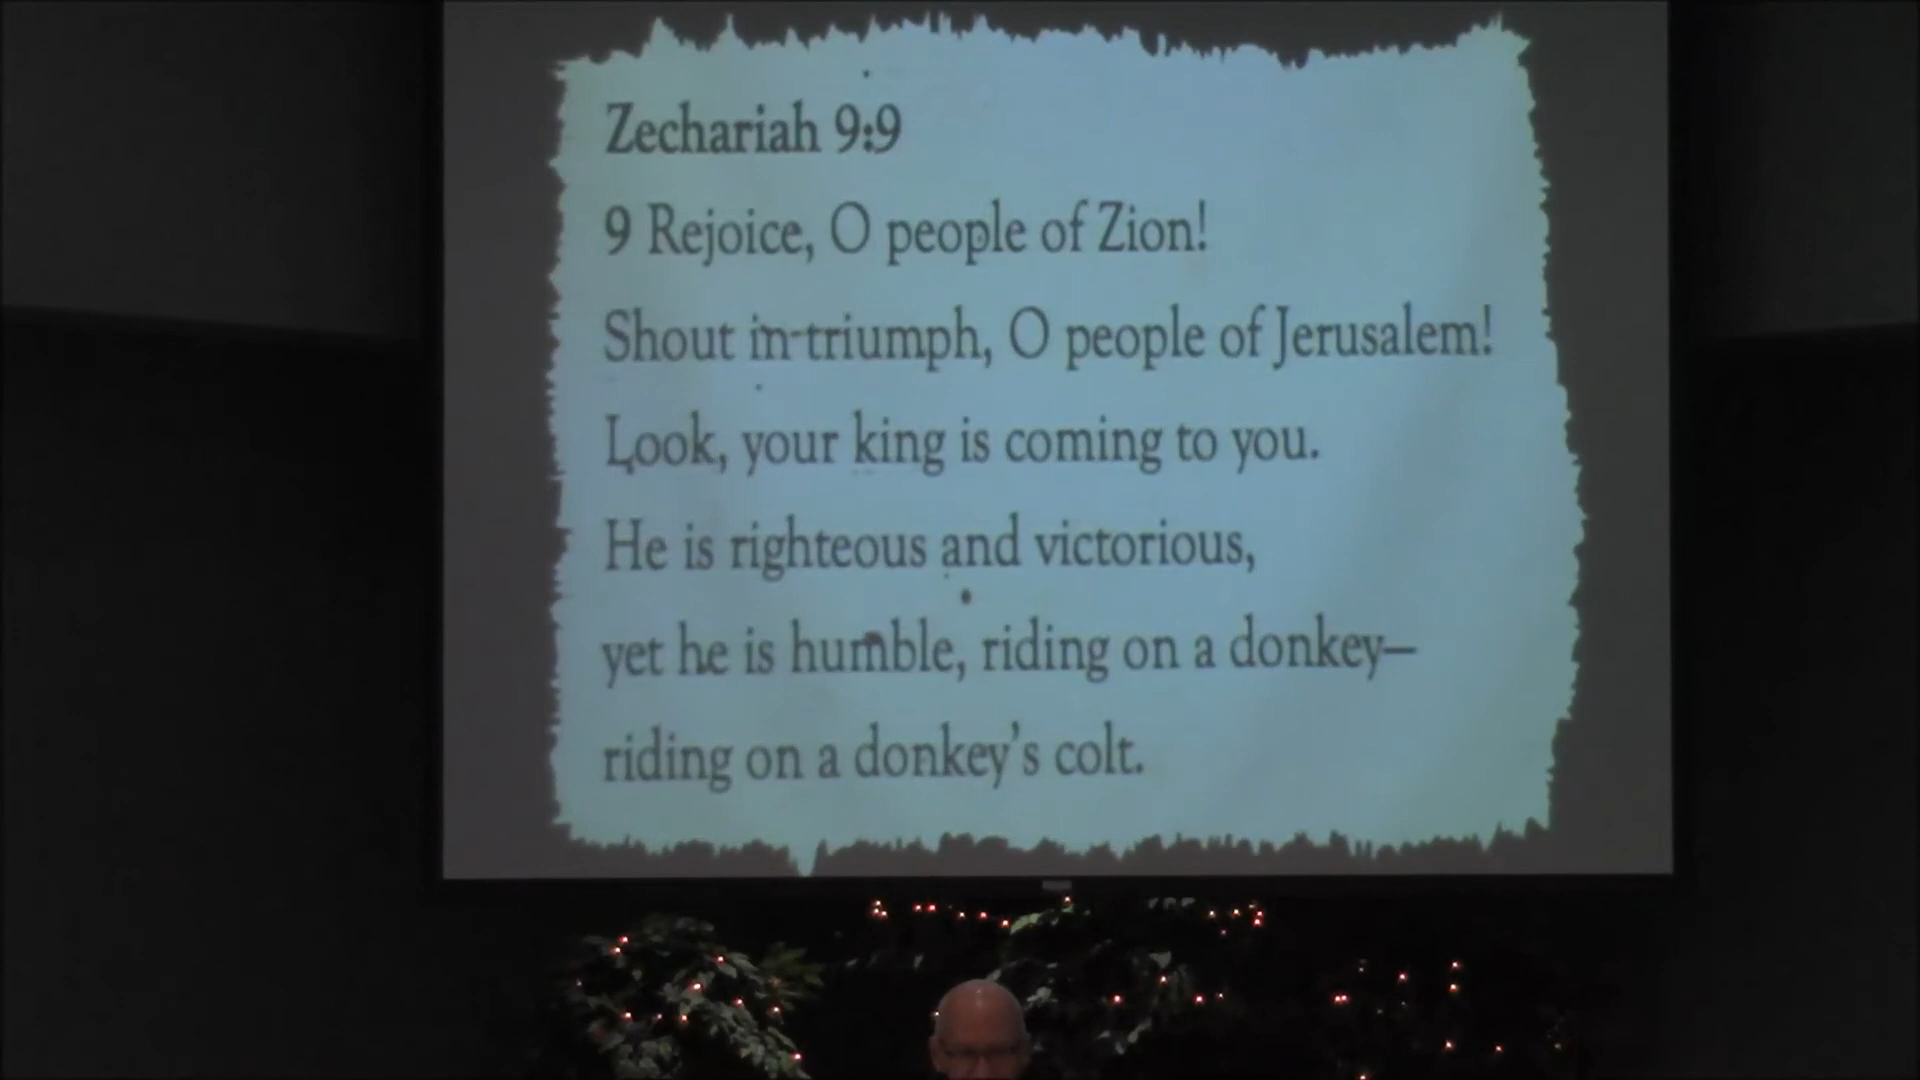 Zechariah 9:9
9 Rejoice, O people of Zion!
Shout in triumph, O people of Jerusalem!
Look, your king is coming to you.
He is righteous and victorious,
yet he is humble, riding on a donkey—
riding on a donkey’s colt.